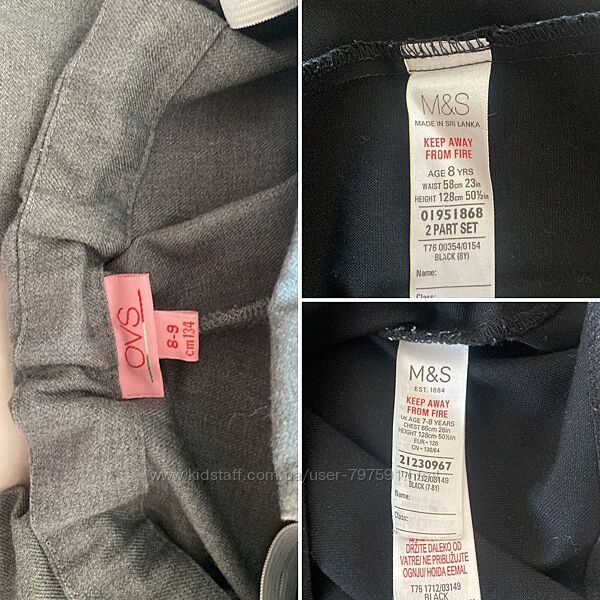 OVS
8-9
cm134
M&S
MADE IN SRI LANKA
KEEP AWAY
FROM FIRE
AGE 8 YRS
WAIST 58cm 23in
HEIGHT 128cm 50½in
01951868
2 PART SET
T76 00354/0154
BLACK (8Y)
Name:
Class:
M&S
EST. 1884
KEEP AWAY
FROM FIRE
UK AGE 7-8 YEARS
CHEST 66cm 26in
HEIGHT 128cm 50½in
EUR • 128
CN • 130/64
21230967
T76 1712/03149
BLACK (7-8Y)
Name:
Class:
DRŽITE DALEKO OD
VATRE/ NE PRIBLIŽUJTE
OGNJU/ HOIDA EEMAL
T76 1712/03149
BLACK
www.kidstaff.com.ua/user-79759